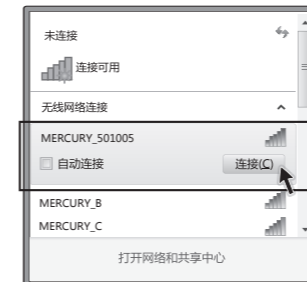 未连接
连接可用
无线网络连接
MERCURY_501005
自动连接
连接(C)
MERCURY_B
MERCURY_C
打开网络和共享中心